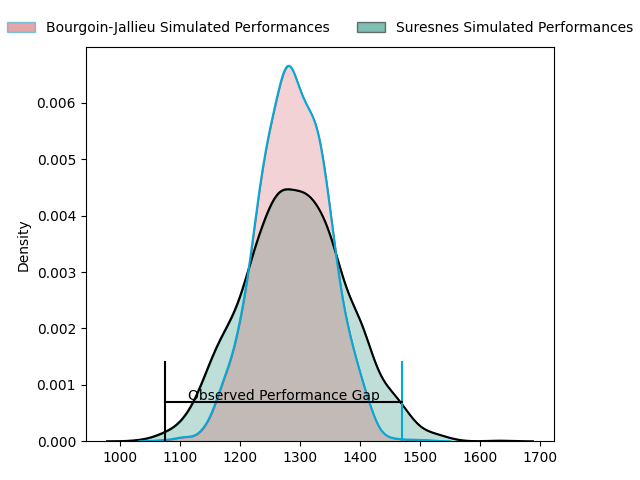 Bourgoin-Jallieu Simulated Performances Suresnes Simulated Performances
0.006
0.005
0.004
0.003
0.002
0.001
0.000
Density
Observed Performance Gap
1000 1100 1200 1300 1400 1500 1600 1700